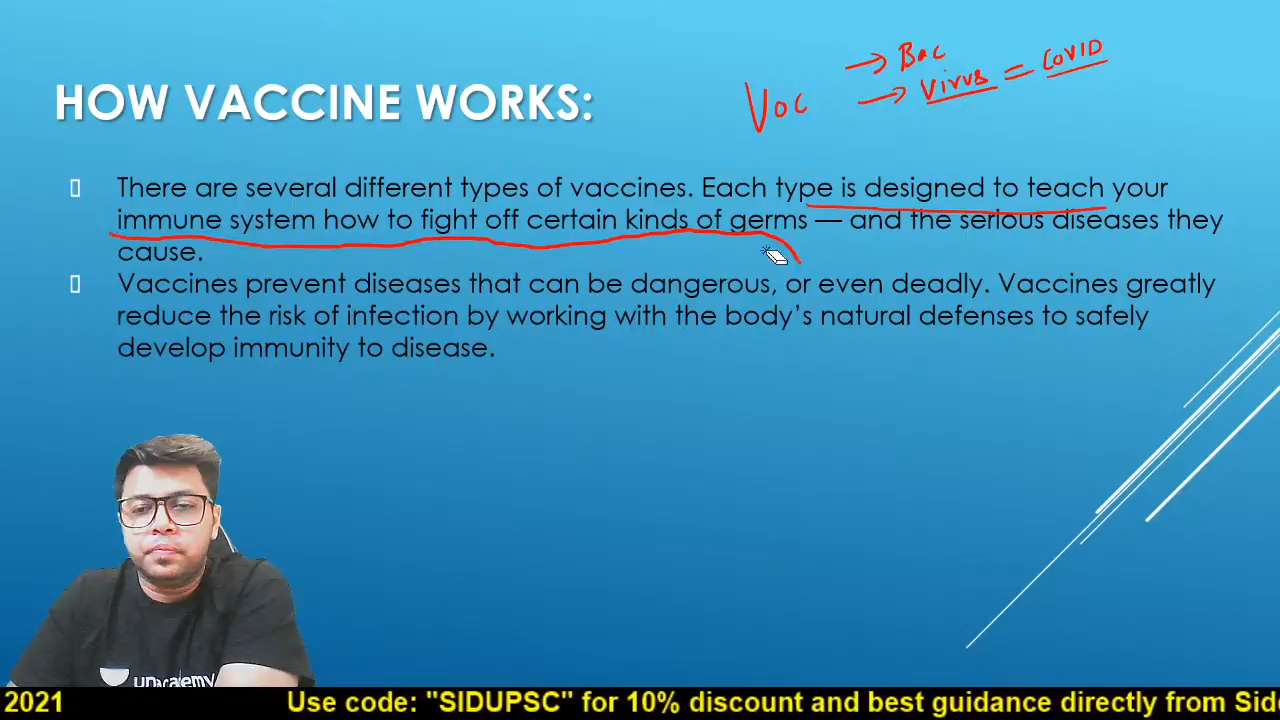 → Bac
→ Virus = COVID
Voc
HOW VACCINE WORKS:
There are several different types of vaccines. Each type is designed to teach your
immune system how to fight off certain kinds of germs — and the serious diseases they
cause.
Vaccines prevent diseases that can be dangerous, or even deadly. Vaccines greatly
reduce the risk of infection by working with the body's natural defenses to safely
develop immunity to disease.
unacademy
2021 Use code: "SIDUPSC" for 10% discount and best guidance directly from Sid